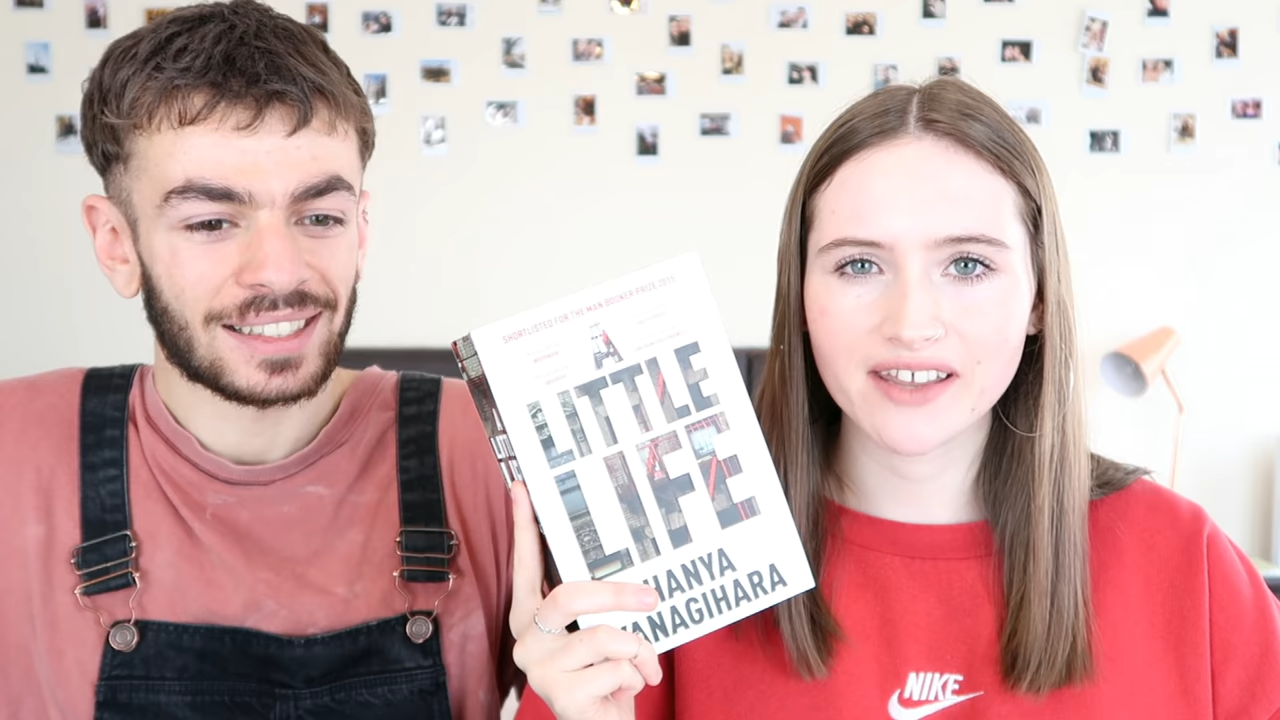 SHORTLISTED FOR THE MAN BOOKER PRIZE 2015
A
LITTLE
LIFE
HANYA
YANAGIHARA
NIKE